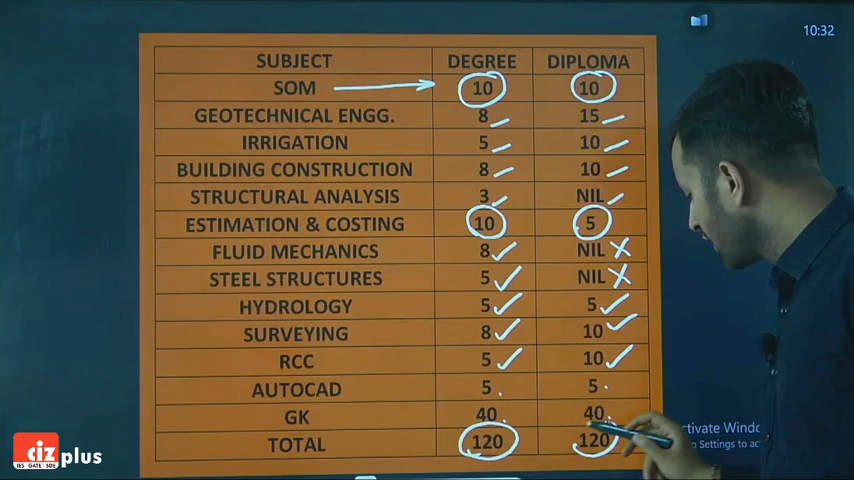 10:32
SUBJECT DEGREE DIPLOMA
SOM 10 10
GEOTECHNICAL ENGG. 8 15
IRRIGATION 5 10
BUILDING CONSTRUCTION 8 10
STRUCTURAL ANALYSIS 3 NIL
ESTIMATION & COSTING 10 5
FLUID MECHANICS 8 NIL
STEEL STRUCTURES 5 NIL
HYDROLOGY 5 5
SURVEYING 8 10
RCC 5 10
AUTOCAD 5 5
GK 40 40
TOTAL 120 120
ctivate Windo
o Settings to ac
ciz plus
IES GATE SDE